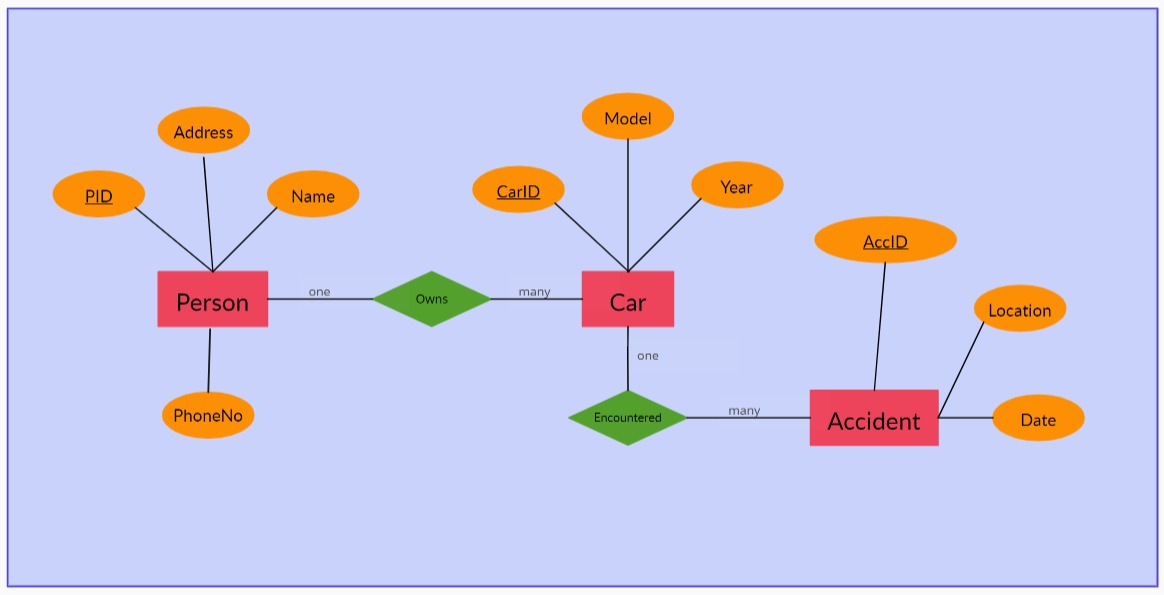 Address
PID
Name
Person
PhoneNo
one
Owns
many
Model
CarID
Year
Car
one
Encountered
many
AccID
Location
Accident
Date